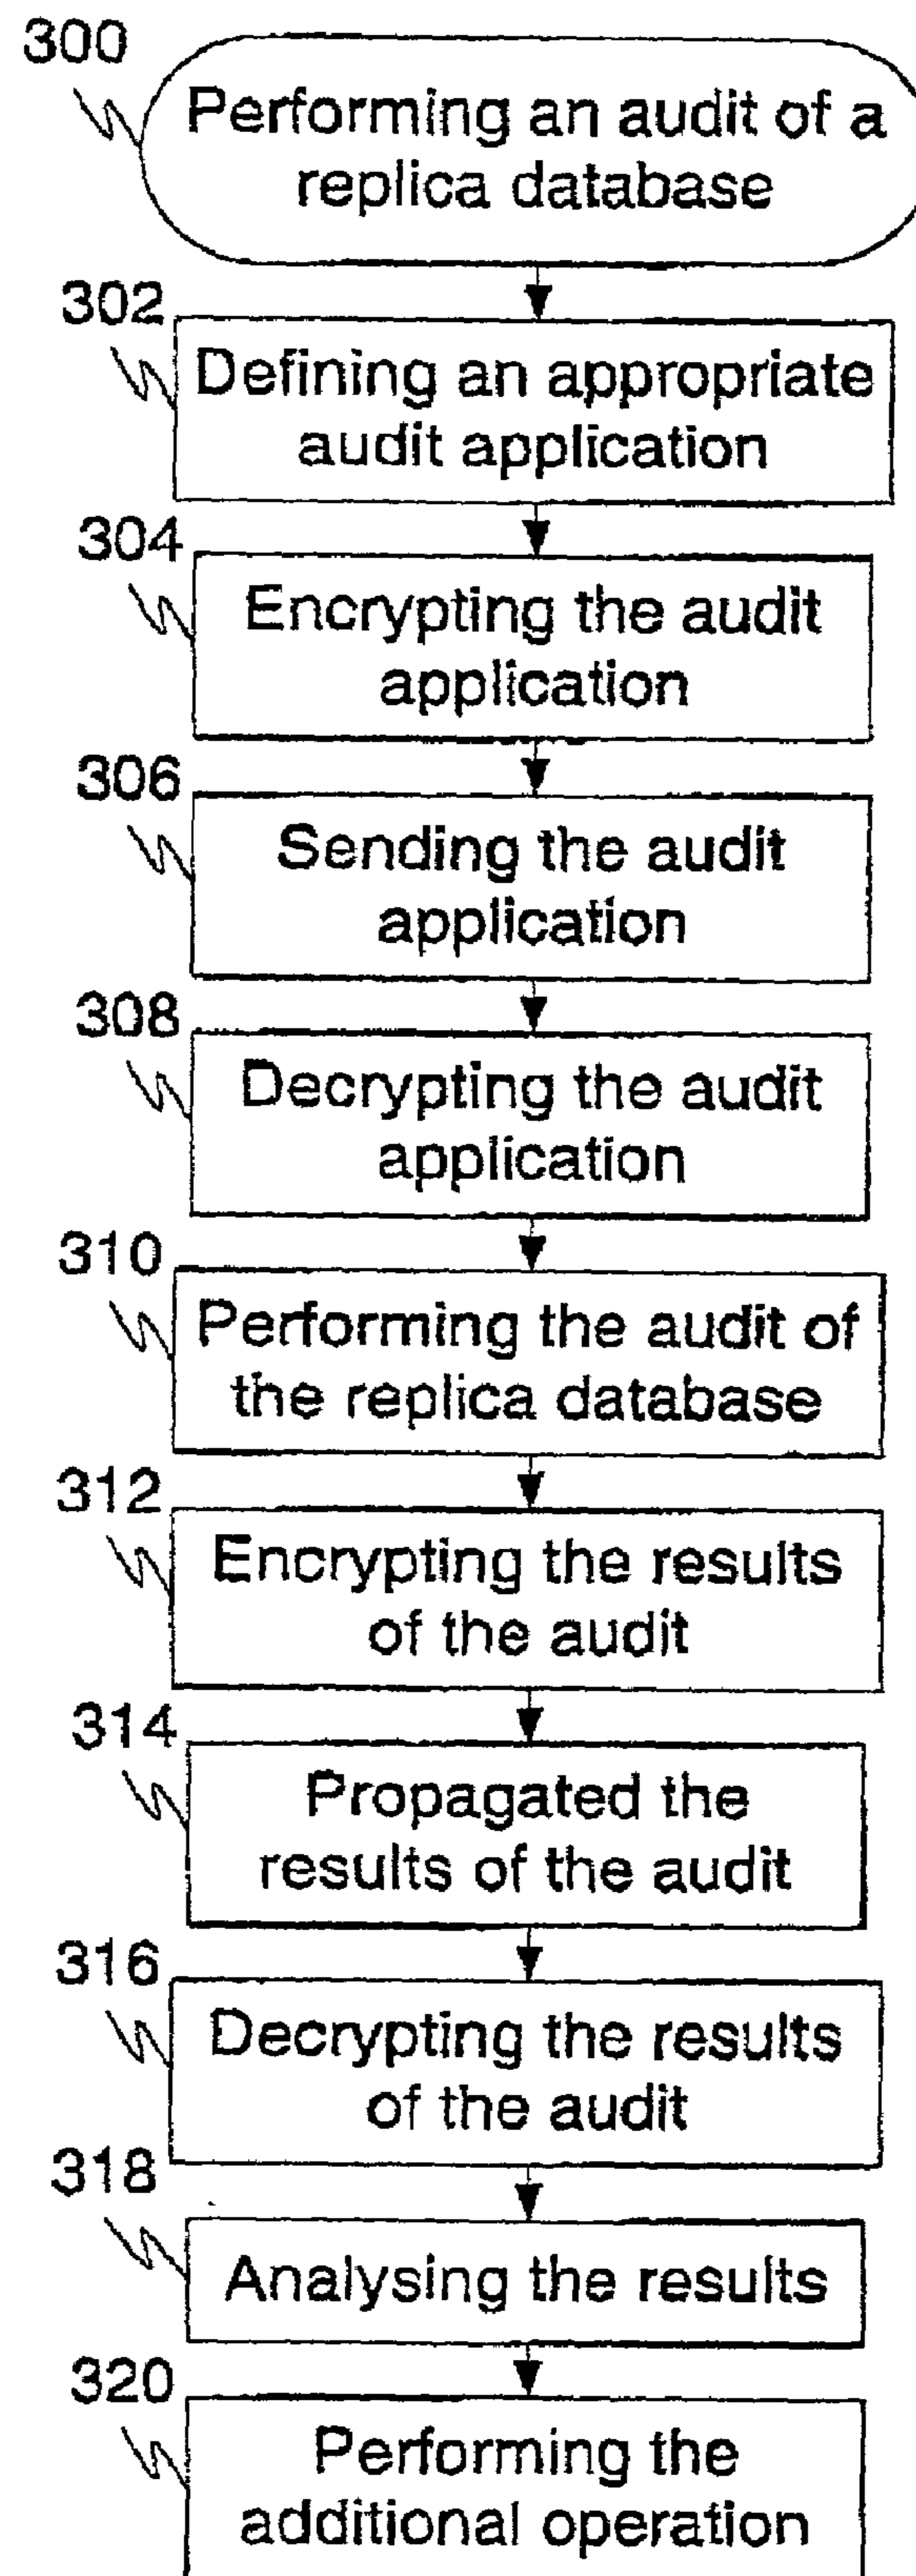 300
Performing an audit of a
replica database
302
Defining an appropriate
audit application
304
Encrypting the audit
application
306
Sending the audit
application
308
Decrypting the audit
application
310
Performing the audit of
the replica database
312
Encrypting the results
of the audit
314
Propagated the
results of the audit
316
Decrypting the results
of the audit
318
Analysing the results
320
Performing the
additional operation